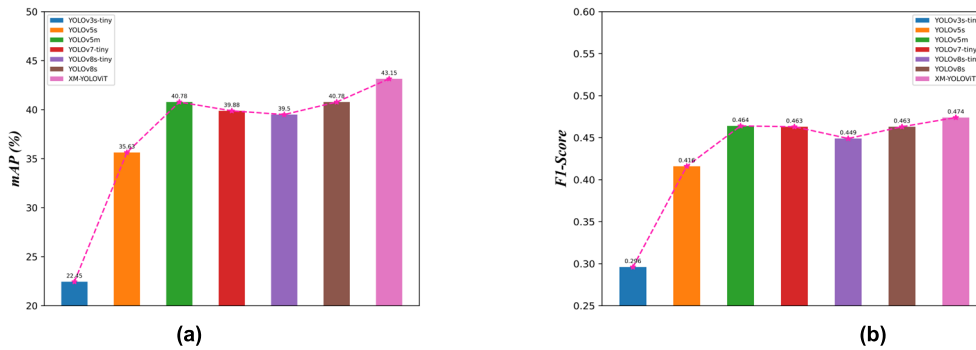 50
45
40
35
30
25
20
mAP (%)
YOLOv3s-tiny
YOLOv5s
YOLOv5m
YOLOv7-tiny
YOLOv8s-tiny
YOLOv8s
XM-YOLOViT
22.45
35.63
40.78
39.88
39.5
40.78
43.15
(a)
0.60
0.55
0.50
0.45
0.40
0.35
0.30
0.25
F1-Score
YOLOv3s-tiny
YOLOv5s
YOLOv5m
YOLOv7-tiny
YOLOv8s-tiny
YOLOv8s
XM-YOLOViT
0.296
0.416
0.464
0.463
0.449
0.463
0.474
(b)